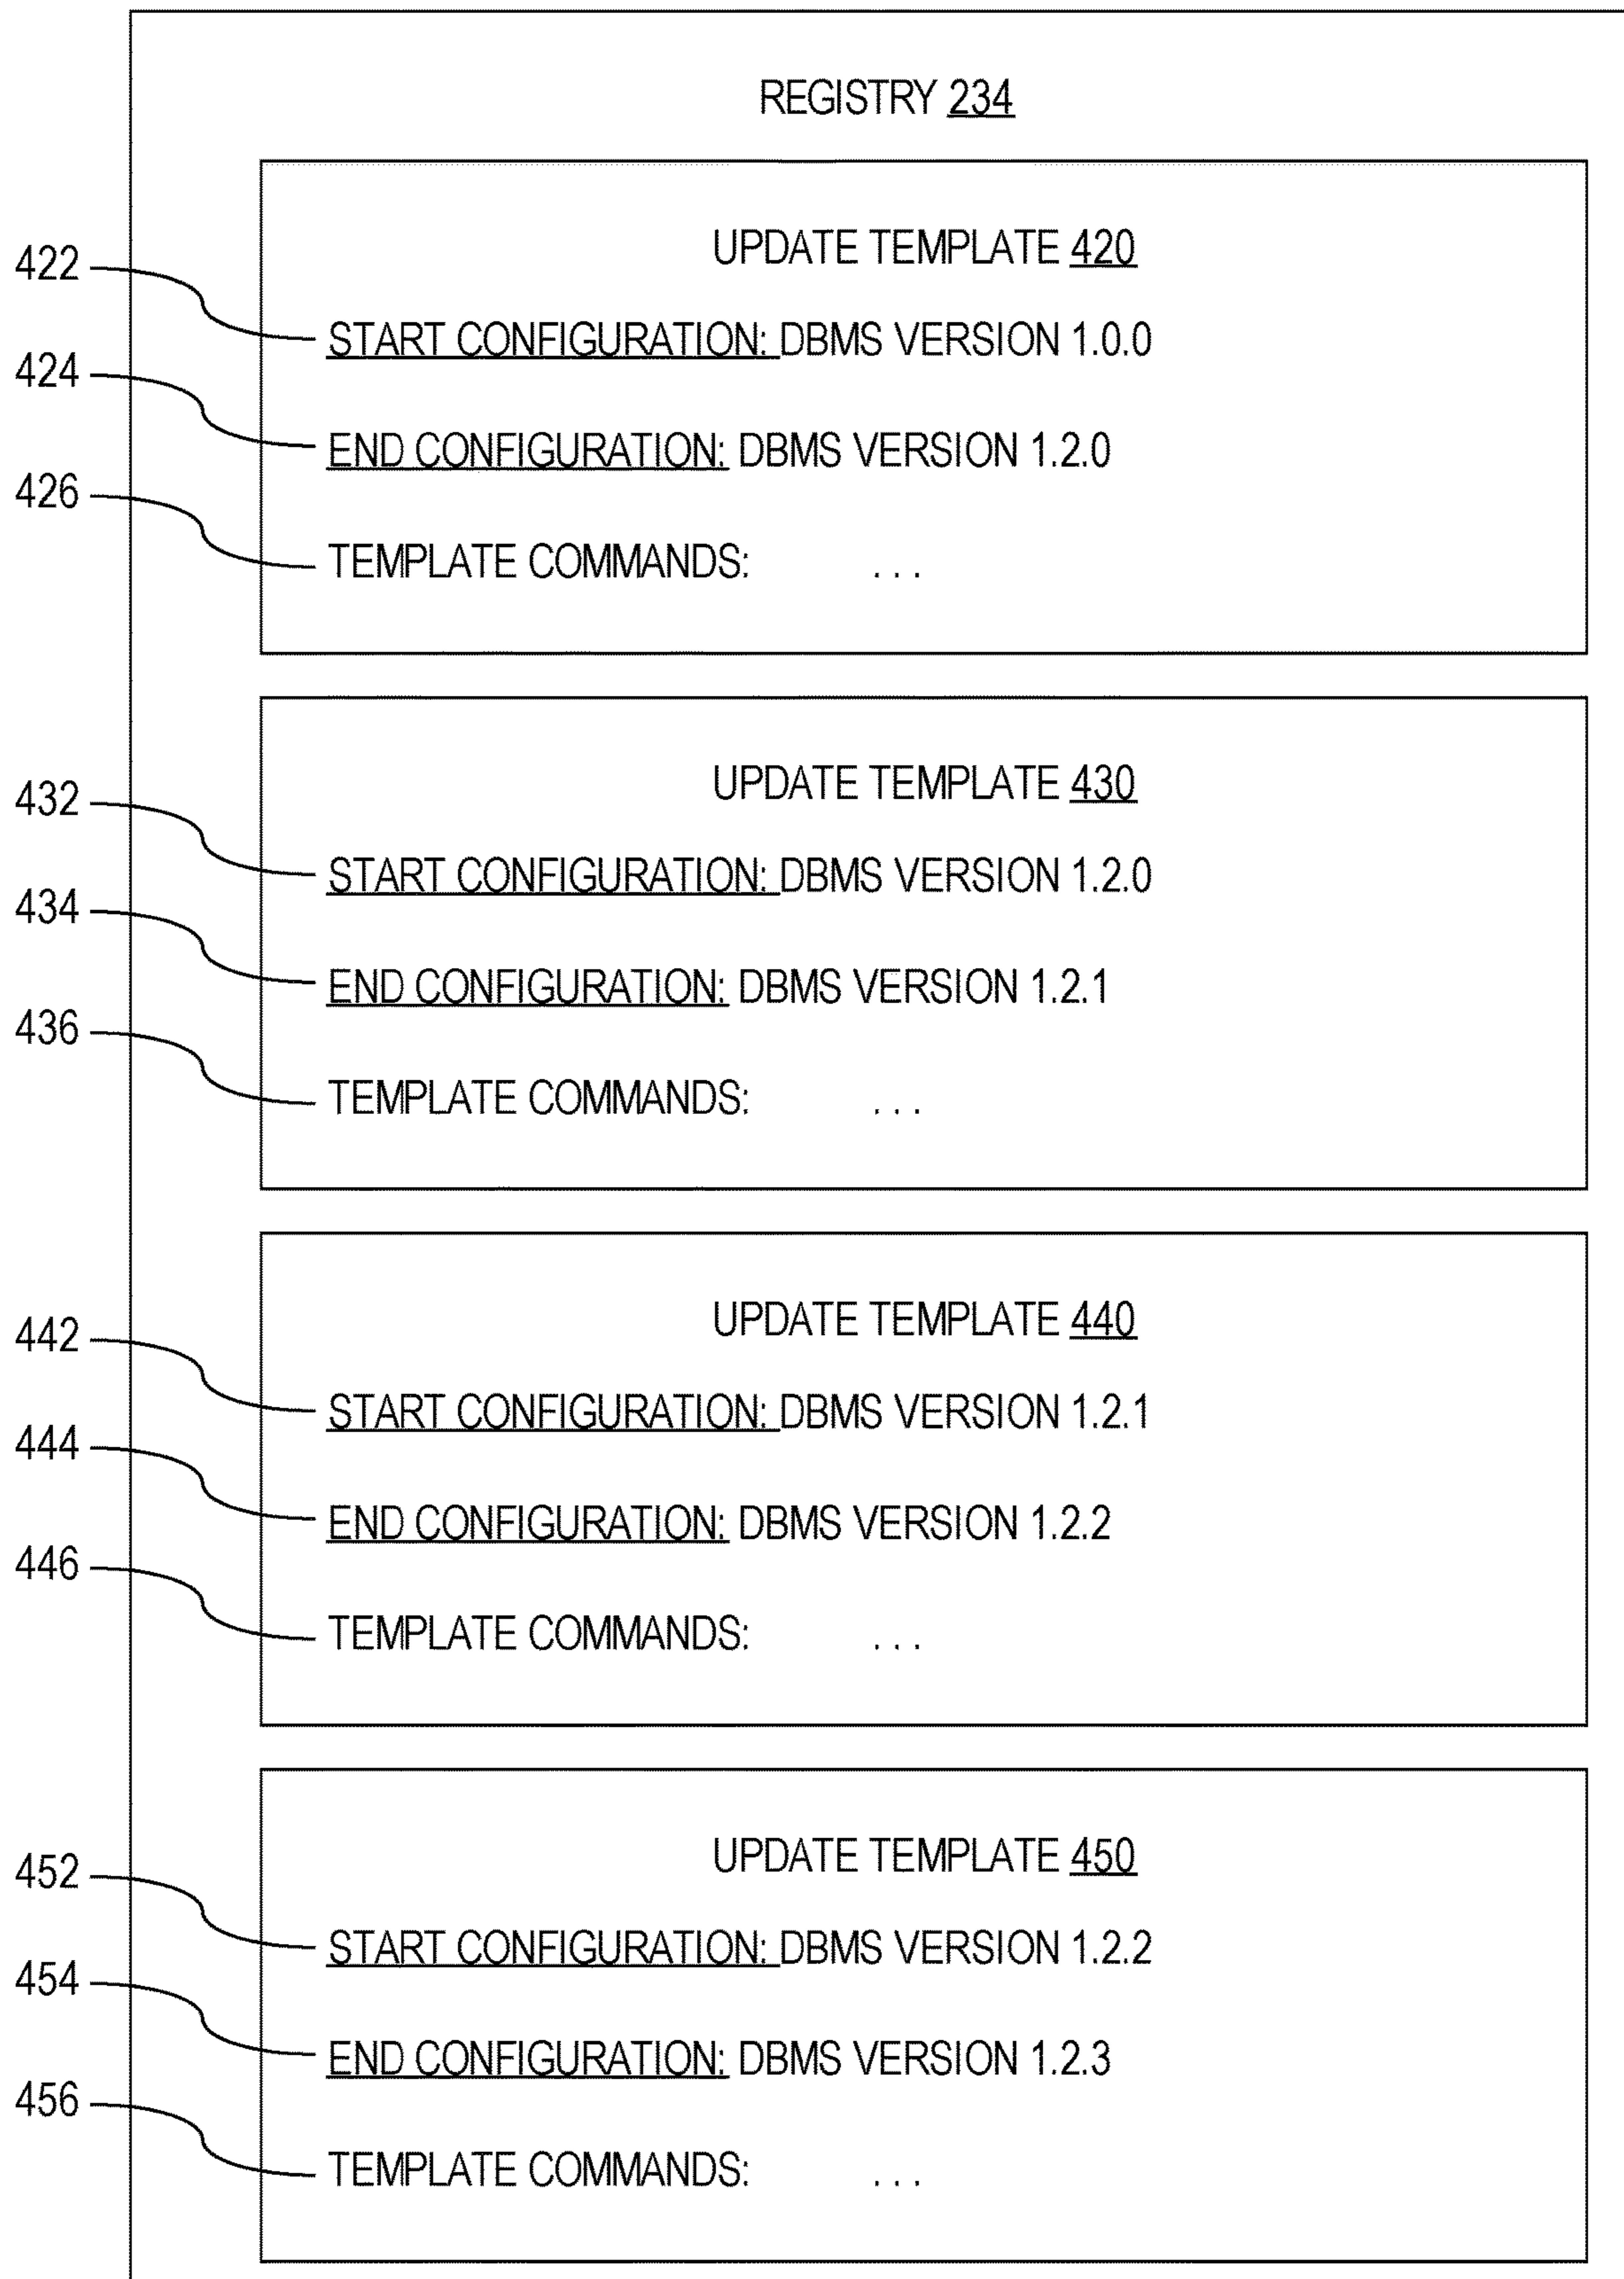 REGISTRY 234
UPDATE TEMPLATE 420
422
START CONFIGURATION: DBMS VERSION 1.0.0
424
END CONFIGURATION: DBMS VERSION 1.2.0
426
TEMPLATE COMMANDS: . . .
UPDATE TEMPLATE 430
432
START CONFIGURATION: DBMS VERSION 1.2.0
434
END CONFIGURATION: DBMS VERSION 1.2.1
436
TEMPLATE COMMANDS: . . .
UPDATE TEMPLATE 440
442
START CONFIGURATION: DBMS VERSION 1.2.1
444
END CONFIGURATION: DBMS VERSION 1.2.2
446
TEMPLATE COMMANDS: . . .
UPDATE TEMPLATE 450
452
START CONFIGURATION: DBMS VERSION 1.2.2
454
END CONFIGURATION: DBMS VERSION 1.2.3
456
TEMPLATE COMMANDS: . . .